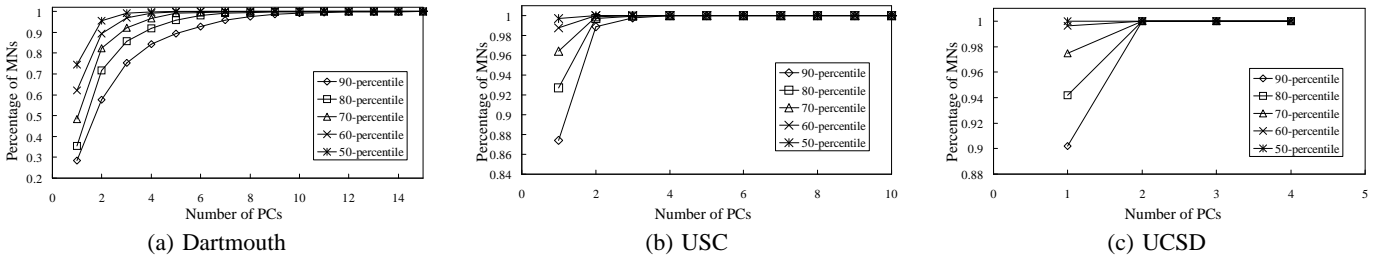 Percentage of MNs
1
0.9
0.8
0.7
0.6
0.5
0.4
0.3
0.2
0 2 4 6 8 10 12 14
Number of PCs
90-percentile
80-percentile
70-percentile
60-percentile
50-percentile
(a) Dartmouth
Percentage of MNs
1
0.98
0.96
0.94
0.92
0.9
0.88
0.86
0.84
0 2 4 6 8 10
Number of PCs
90-percentile
80-percentile
70-percentile
60-percentile
50-percentile
(b) USC
Percentage of MNs
1
0.98
0.96
0.94
0.92
0.9
0.88
0 1 2 3 4 5
Number of PCs
90-percentile
80-percentile
70-percentile
60-percentile
50-percentile
(c) UCSD